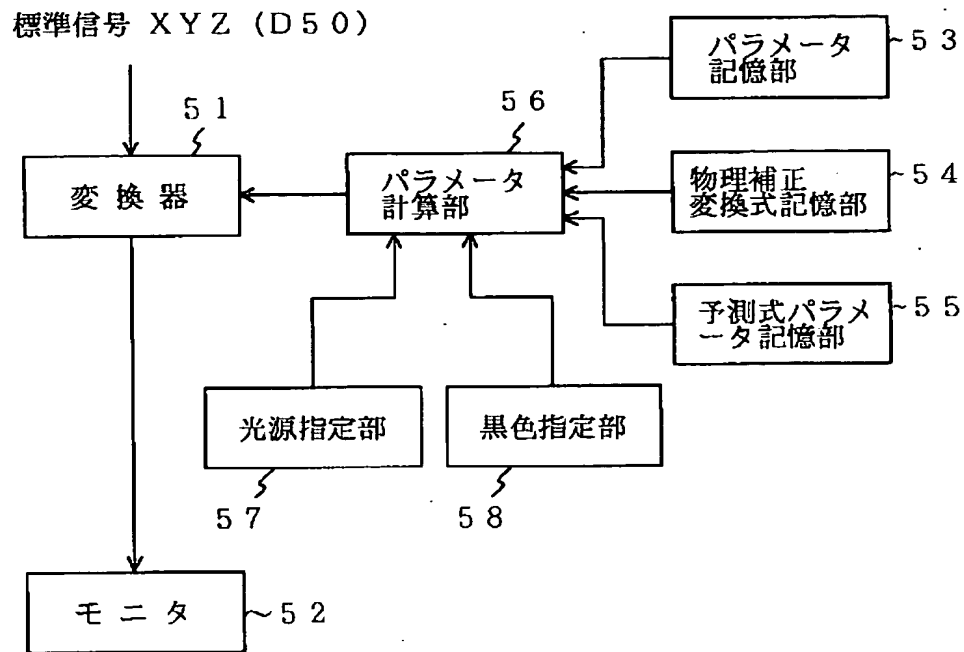 標準信号 XYZ (D50)
パラメータ
記憶部
53
51
56
変換器
パラメータ
計算部
物理補正
変換式記憶部
54
予測式パラメ
ータ記憶部
55
光源指定部
黒色指定部
57
58
モニタ
52